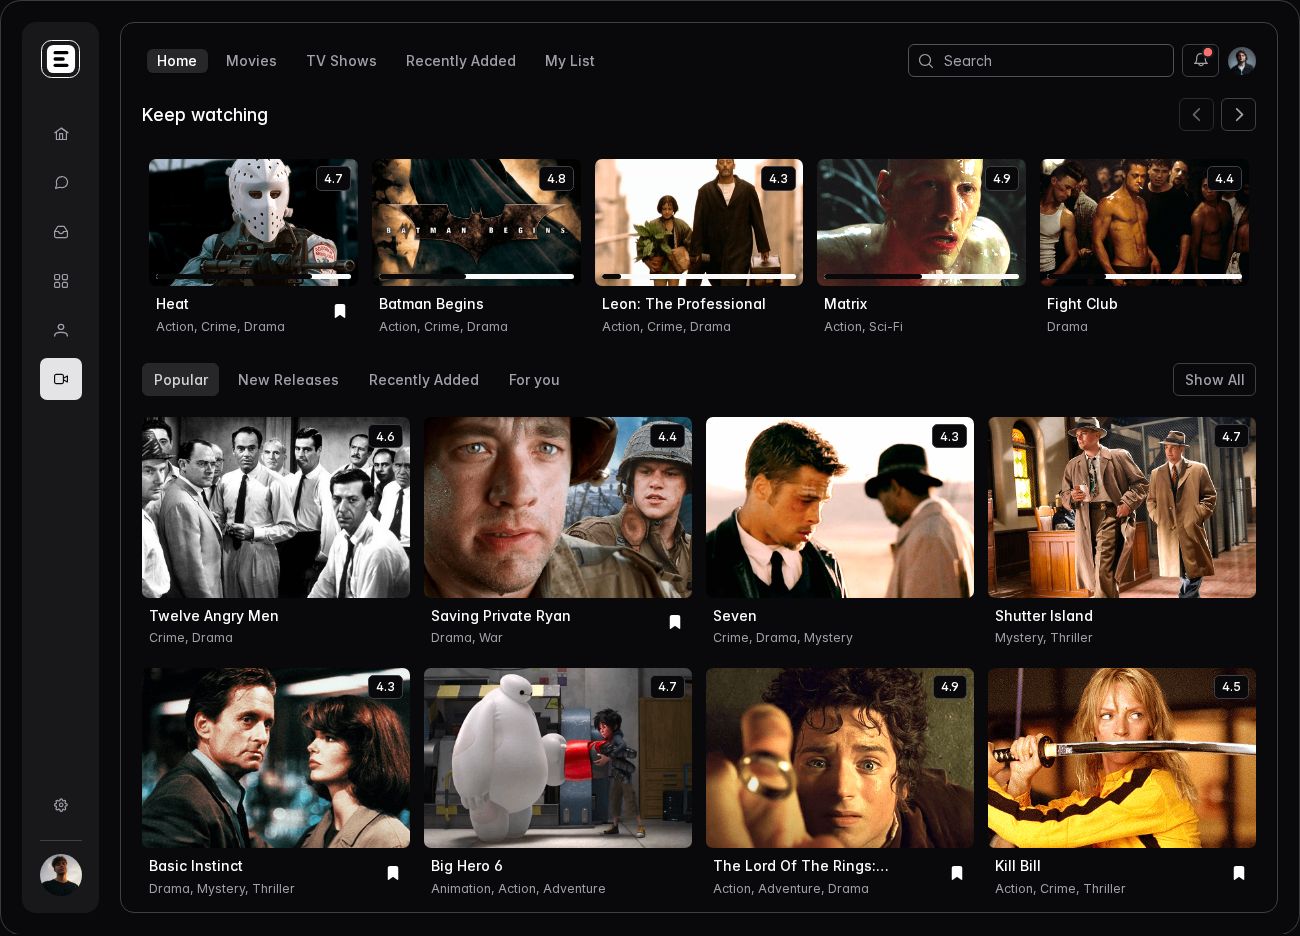 Home
Movies
TV Shows
Recently Added
My List
Search
Keep watching
4.7
4.8
BATMAN BEGINS
4.3
4.9
4.4
Heat
Action, Crime, Drama
Batman Begins
Action, Crime, Drama
Leon: The Professional
Action, Crime, Drama
Matrix
Action, Sci-Fi
Fight Club
Drama
Popular
New Releases
Recently Added
For you
Show All
4.6
4.4
4.3
4.7
Twelve Angry Men
Crime, Drama
Saving Private Ryan
Drama, War
Seven
Crime, Drama, Mystery
Shutter Island
Mystery, Thriller
4.3
4.7
4.9
4.5
Basic Instinct
Drama, Mystery, Thriller
Big Hero 6
Animation, Action, Adventure
The Lord Of The Rings:...
Action, Adventure, Drama
Kill Bill
Action, Crime, Thriller